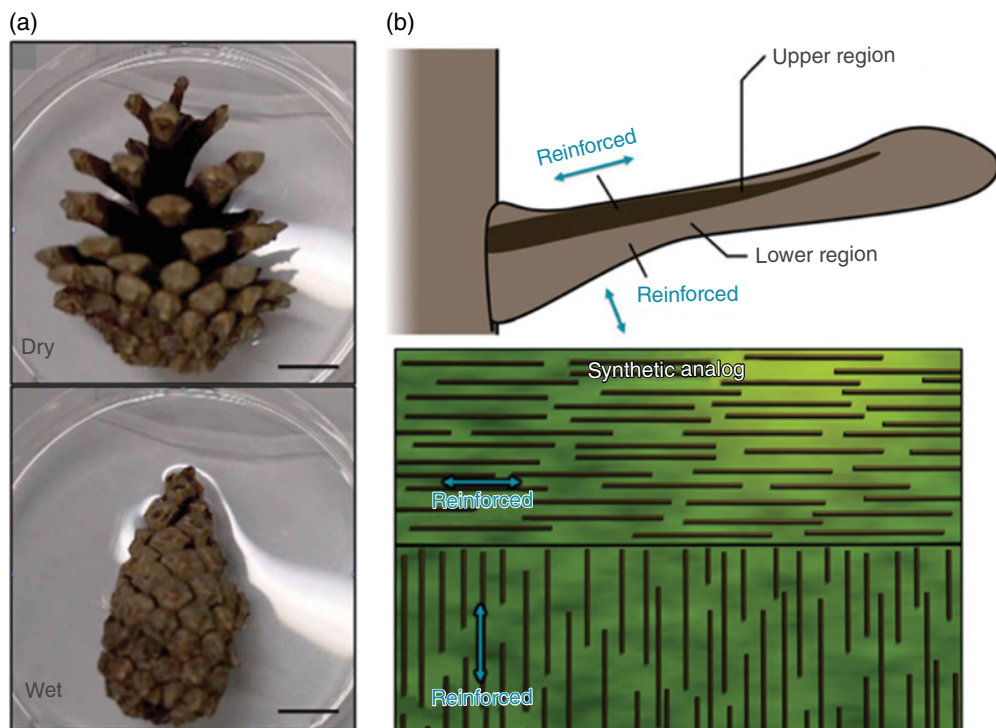 (a)
Dry
Wet
(b)
Upper region
Reinforced
Lower region
Reinforced
Synthetic analog
Reinforced
Reinforced